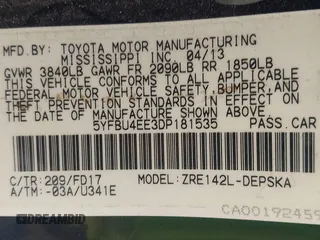 MFD.BY: TOYOTA MOTOR MANUFACTURING
MISSISSIPPI INC 04/13
GVWR 3840LB GAWR FR 2090LB RR 1850LB
THIS VEHICLE CONFORMS TO ALL APPLICABLE
FEDERAL MOTOR VEHICLE SAFETY,BUMPER,AND
THEFT PREVENTION STANDARDS IN EFFECT ON
THE DATE OF MANUFACTURE SHOWN ABOVE.
5YFBU4EE3DP181535 PASS.CAR
C/TR:209/FD17 MODEL:ZRE142L-DEPSKA
A/TM:-03A/U341E
CA00192459
DREAMBID